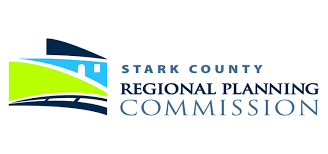 STARK COUNTY
REGIONAL PLANNING
COMMISSION